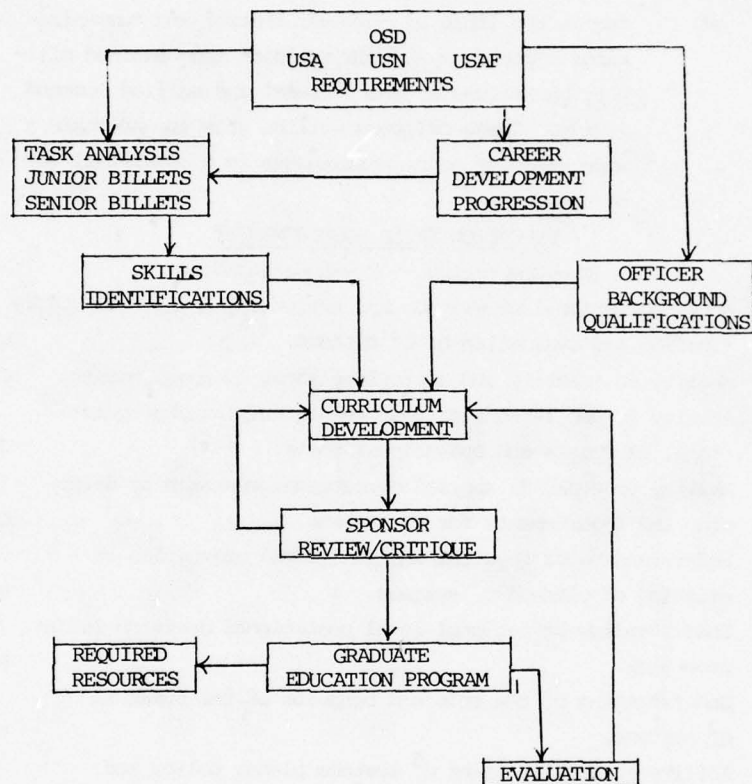 OSD
USA USN USAF
REQUIREMENTS
TASK ANALYSIS
JUNIOR BILLETS
SENIOR BILLETS
CAREER
DEVELOPMENT
PROGRESSION
SKILLS
IDENTIFICATIONS
OFFICER
BACKGROUND
QUALIFICATIONS
CURRICULUM
DEVELOPMENT
SPONSOR
REVIEW/CRITIQUE
REQUIRED
RESOURCES
GRADUATE
EDUCATION PROGRAM
EVALUATION